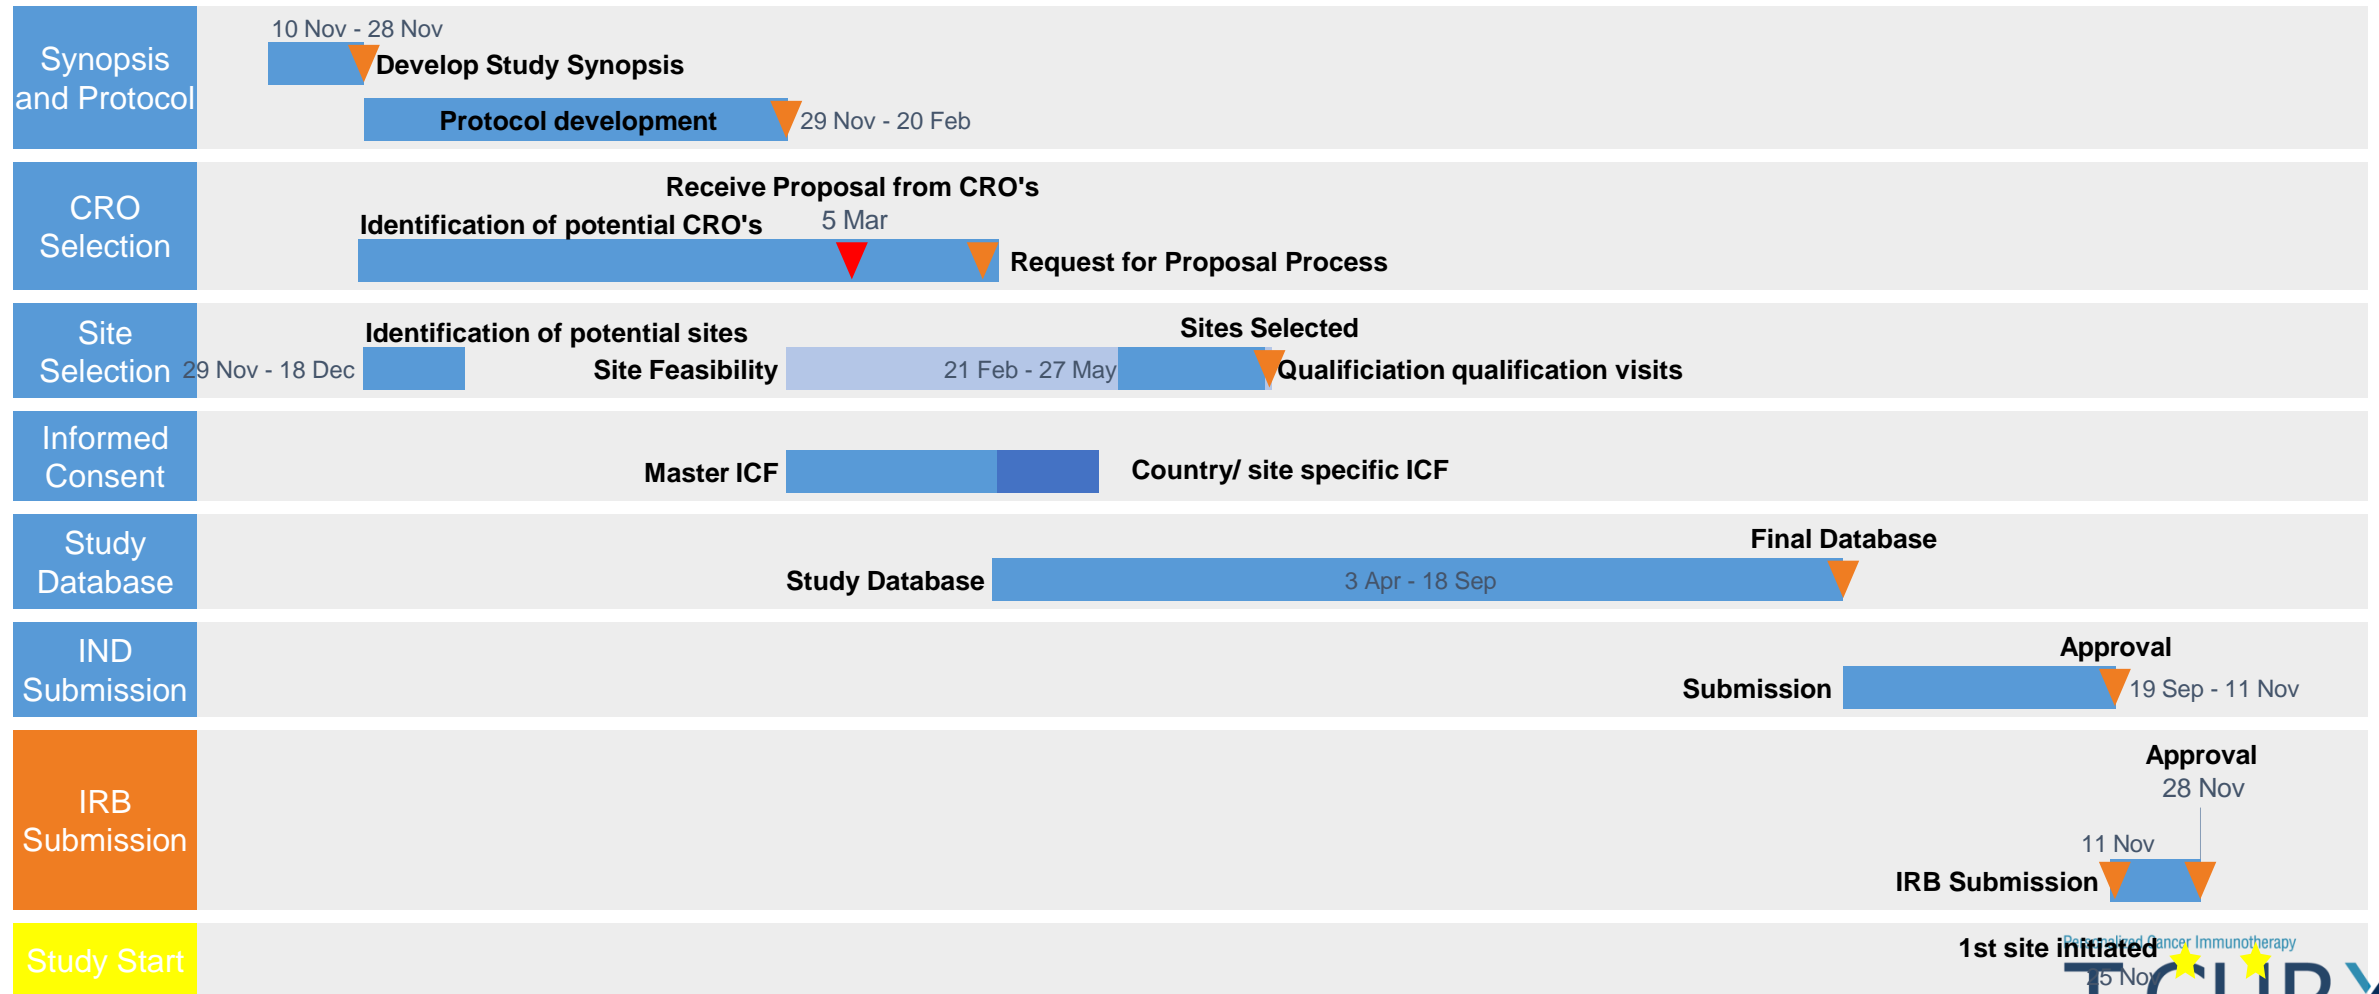 Synopsis
and Protocol
10 Nov - 28 Nov
Develop Study Synopsis
Protocol development
29 Nov - 20 Feb
CRO
Selection
Receive Proposal from CRO's
5 Mar
Identification of potential CRO's
Request for Proposal Process
Site
Selection
Identification of potential sites
29 Nov - 18 Dec
Site Feasibility
21 Feb - 27 May
Sites Selected
Qualificiation qualification visits
Informed
Consent
Master ICF
Country/ site specific ICF
Study
Database
Study Database
3 Apr - 18 Sep
Final Database
IND
Submission
Submission
Approval
19 Sep - 11 Nov
IRB
Submission
Approval
28 Nov
11 Nov
IRB Submission
Study Start
1st site initiated
25 Nov
Personalized Cancer Immunotherapy